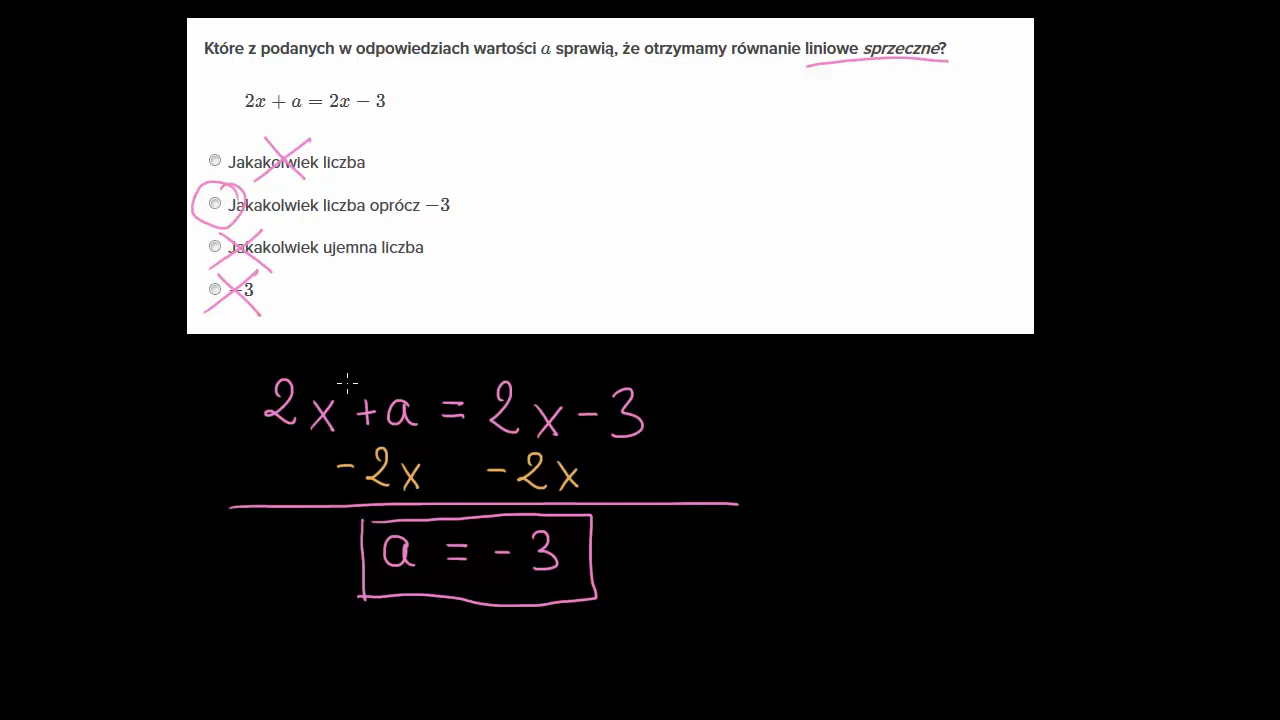 Które z podanych w odpowiedziach wartości a sprawią, że otrzymamy równanie liniowe sprzeczne?
2x + a = 2x − 3
Jakakolwiek liczba
Jakakolwiek liczba oprócz −3
Jakakolwiek ujemna liczba
−3
2x + a = 2x − 3
− 2x − 2x
a = − 3